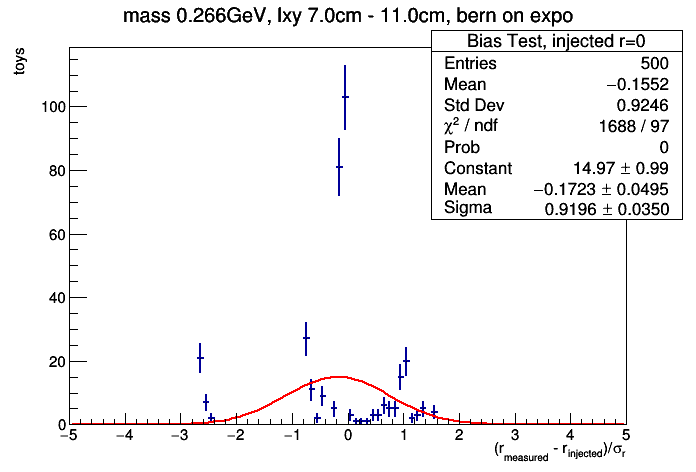 mass 0.266GeV, lxy 7.0cm - 11.0cm, bern on expo
Bias Test, injected r=0
Entries 500
Mean −0.1552
Std Dev 0.9246
χ² / ndf 1688 / 97
Prob 0
Constant 14.97 ± 0.99
Mean −0.1723 ± 0.0495
Sigma 0.9196 ± 0.0350
toys
100
80
60
40
20
0
−5 −4 −3 −2 −1 0 1 2 3 4 5
(r_measured - r_injected)/σ_r